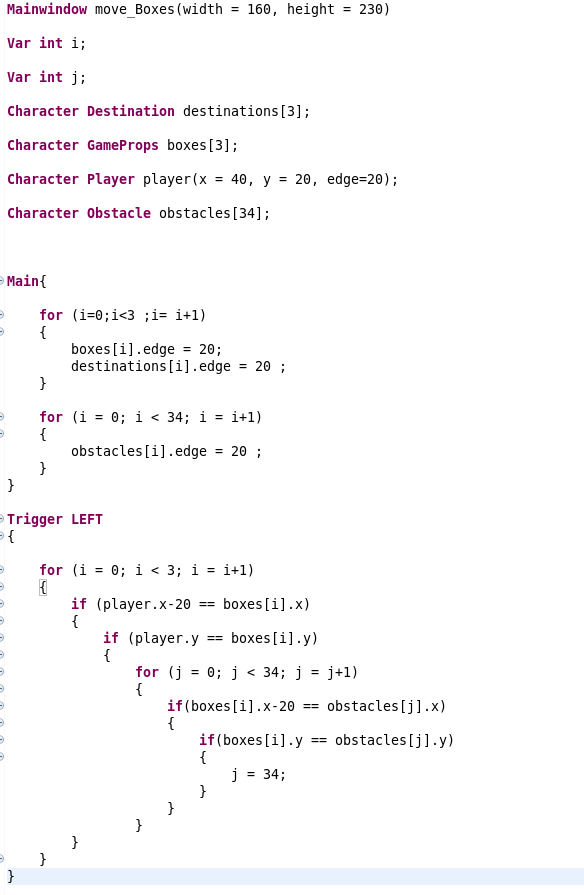 Mainwindow move_Boxes(width = 160, height = 230)
Var int i;
Var int j;
Character Destination destinations[3];
Character GameProps boxes[3];
Character Player player(x = 40, y = 20, edge=20);
Character Obstacle obstacles[34];
Main{
for (i=0;i<3 ;i= i+1)
{
boxes[i].edge = 20;
destinations[i].edge = 20 ;
}
for (i = 0; i < 34; i = i+1)
{
obstacles[i].edge = 20 ;
}
}
Trigger LEFT
{
for (i = 0; i < 3; i = i+1)
{
if (player.x-20 == boxes[i].x)
{
if (player.y == boxes[i].y)
{
for (j = 0; j < 34; j = j+1)
{
if(boxes[i].x-20 == obstacles[j].x)
{
if(boxes[i].y == obstacles[j].y)
{
j = 34;
}
}
}
}
}
}